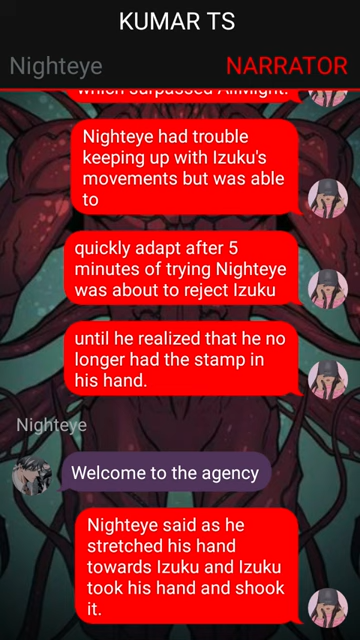 KUMAR TS
Nighteye
NARRATOR
which surpassed AllMight.
Nighteye had trouble
keeping up with Izuku's
movements but was able
to
quickly adapt after 5
minutes of trying Nighteye
was about to reject Izuku
until he realized that he no
longer had the stamp in
his hand.
Nighteye
Welcome to the agency
Nighteye said as he
stretched his hand
towards Izuku and Izuku
took his hand and shook
it.